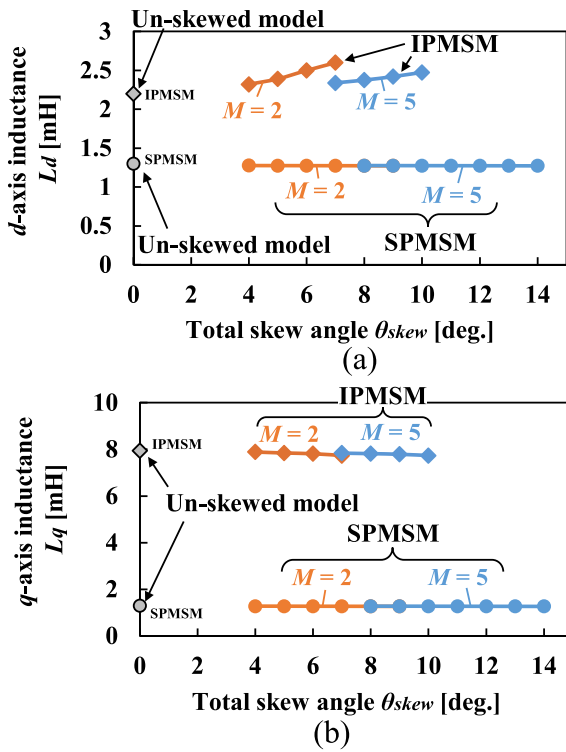 Un-skewed model
IPMSM
3
2.5
2
1.5
1
0.5
0
d-axis inductance
Ld [mH]
IPMSM
M = 2
M = 5
SPMSM
M = 2
M = 5
Un-skewed model
SPMSM
0 2 4 6 8 10 12 14
Total skew angle θskew [deg.]
(a)
IPMSM
10
8
6
4
2
0
q-axis inductance
Lq [mH]
M = 2
M = 5
IPMSM
Un-skewed model
SPMSM
M = 2
M = 5
SPMSM
0 2 4 6 8 10 12 14
Total skew angle θskew [deg.]
(b)